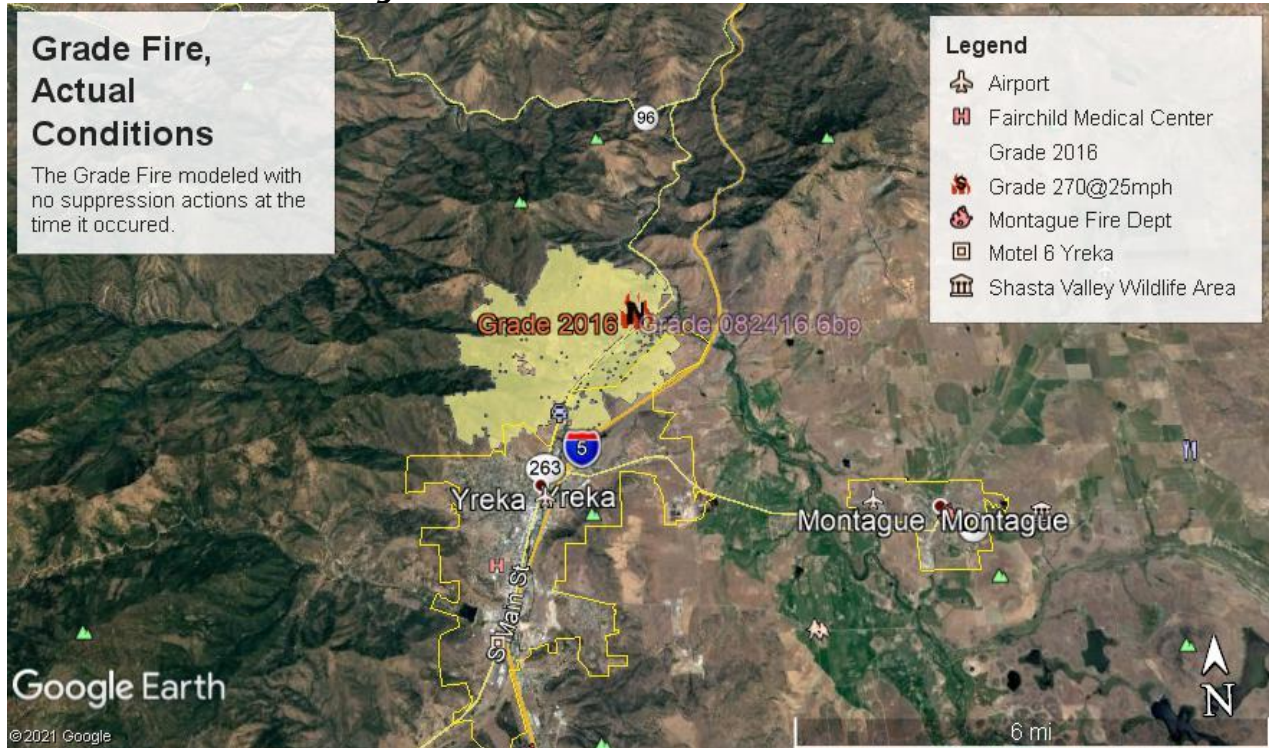 Grade Fire,
Actual
Conditions
The Grade Fire modeled with
no suppression actions at the
time it occured.
Legend
Airport
Fairchild Medical Center
Grade 2016
Grade 270@25mph
Montague Fire Dept
Motel 6 Yreka
Shasta Valley Wildlife Area
96
Grade 2016 Grade 082416 6bp
5
263
Yreka Yreka
Montague Montague
H
S Main St
Google Earth
© 2021 Google
6 mi
N